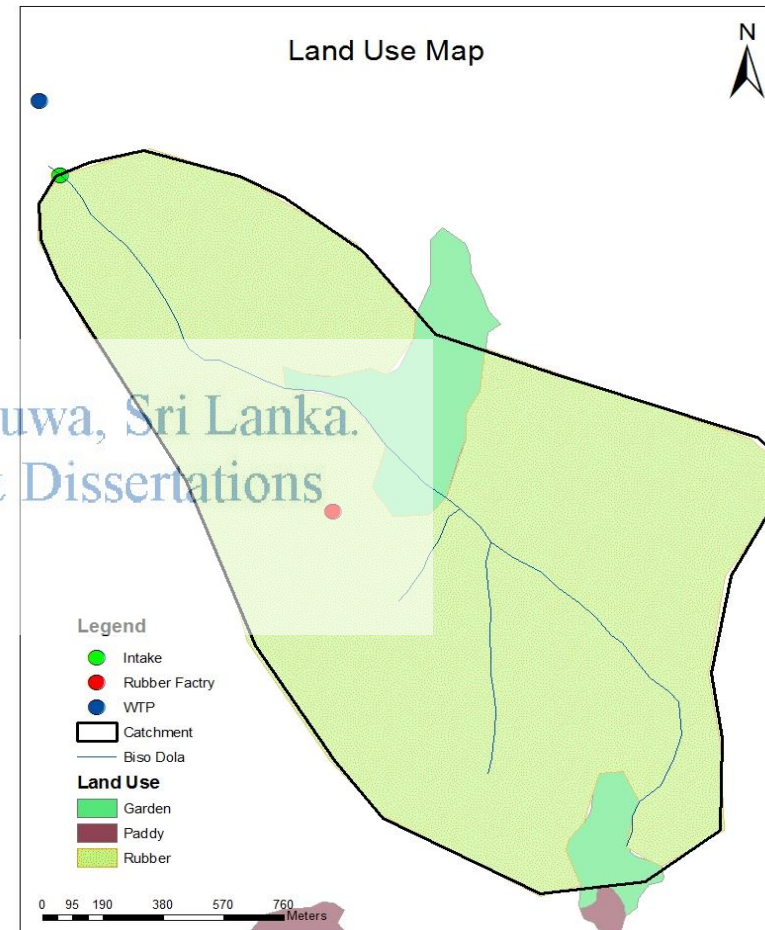 Land Use Map
N
uwa, Sri Lanka.
Dissertations
Legend
Intake
Rubber Factry
WTP
Catchment
Biso Dola
Land Use
Garden
Paddy
Rubber
0 95 190 380 570 760
Meters